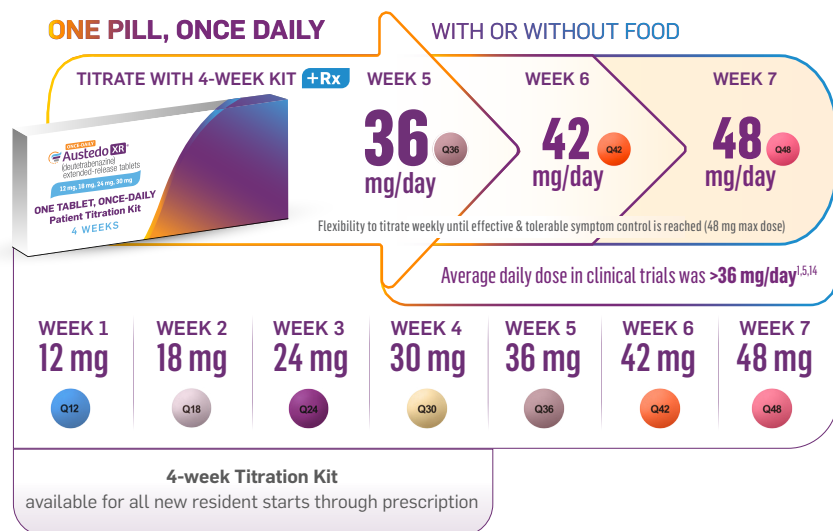 ONE PILL, ONCE DAILY
WITH OR WITHOUT FOOD
TITRATE WITH 4-WEEK KIT +Rx
WEEK 5
36
mg/day
Q36
WEEK 6
42
mg/day
Q42
WEEK 7
48
mg/day
Q48
ONCE-DAILY
Austedo XR®
(deutetrabenazine)
extended-release tablets
12 mg, 18 mg, 24 mg, 30 mg
ONE TABLET, ONCE-DAILY
Patient Titration Kit
4 WEEKS
Flexibility to titrate weekly until effective & tolerable symptom control is reached (48 mg max dose)
Average daily dose in clinical trials was >36 mg/day1,5,14
WEEK 1
12 mg
Q12
WEEK 2
18 mg
Q18
WEEK 3
24 mg
Q24
WEEK 4
30 mg
Q30
WEEK 5
36 mg
Q36
WEEK 6
42 mg
Q42
WEEK 7
48 mg
Q48
4-week Titration Kit
available for all new resident starts through prescription